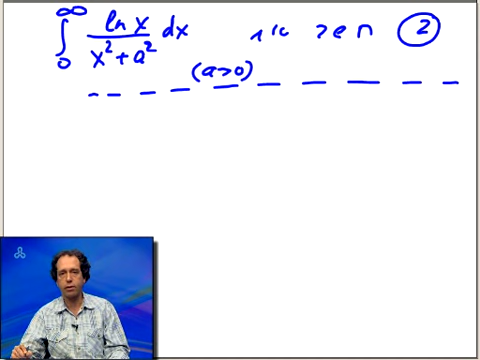 ∫₀^∞ ln x / (x² + a²) dx ②
(a>0)